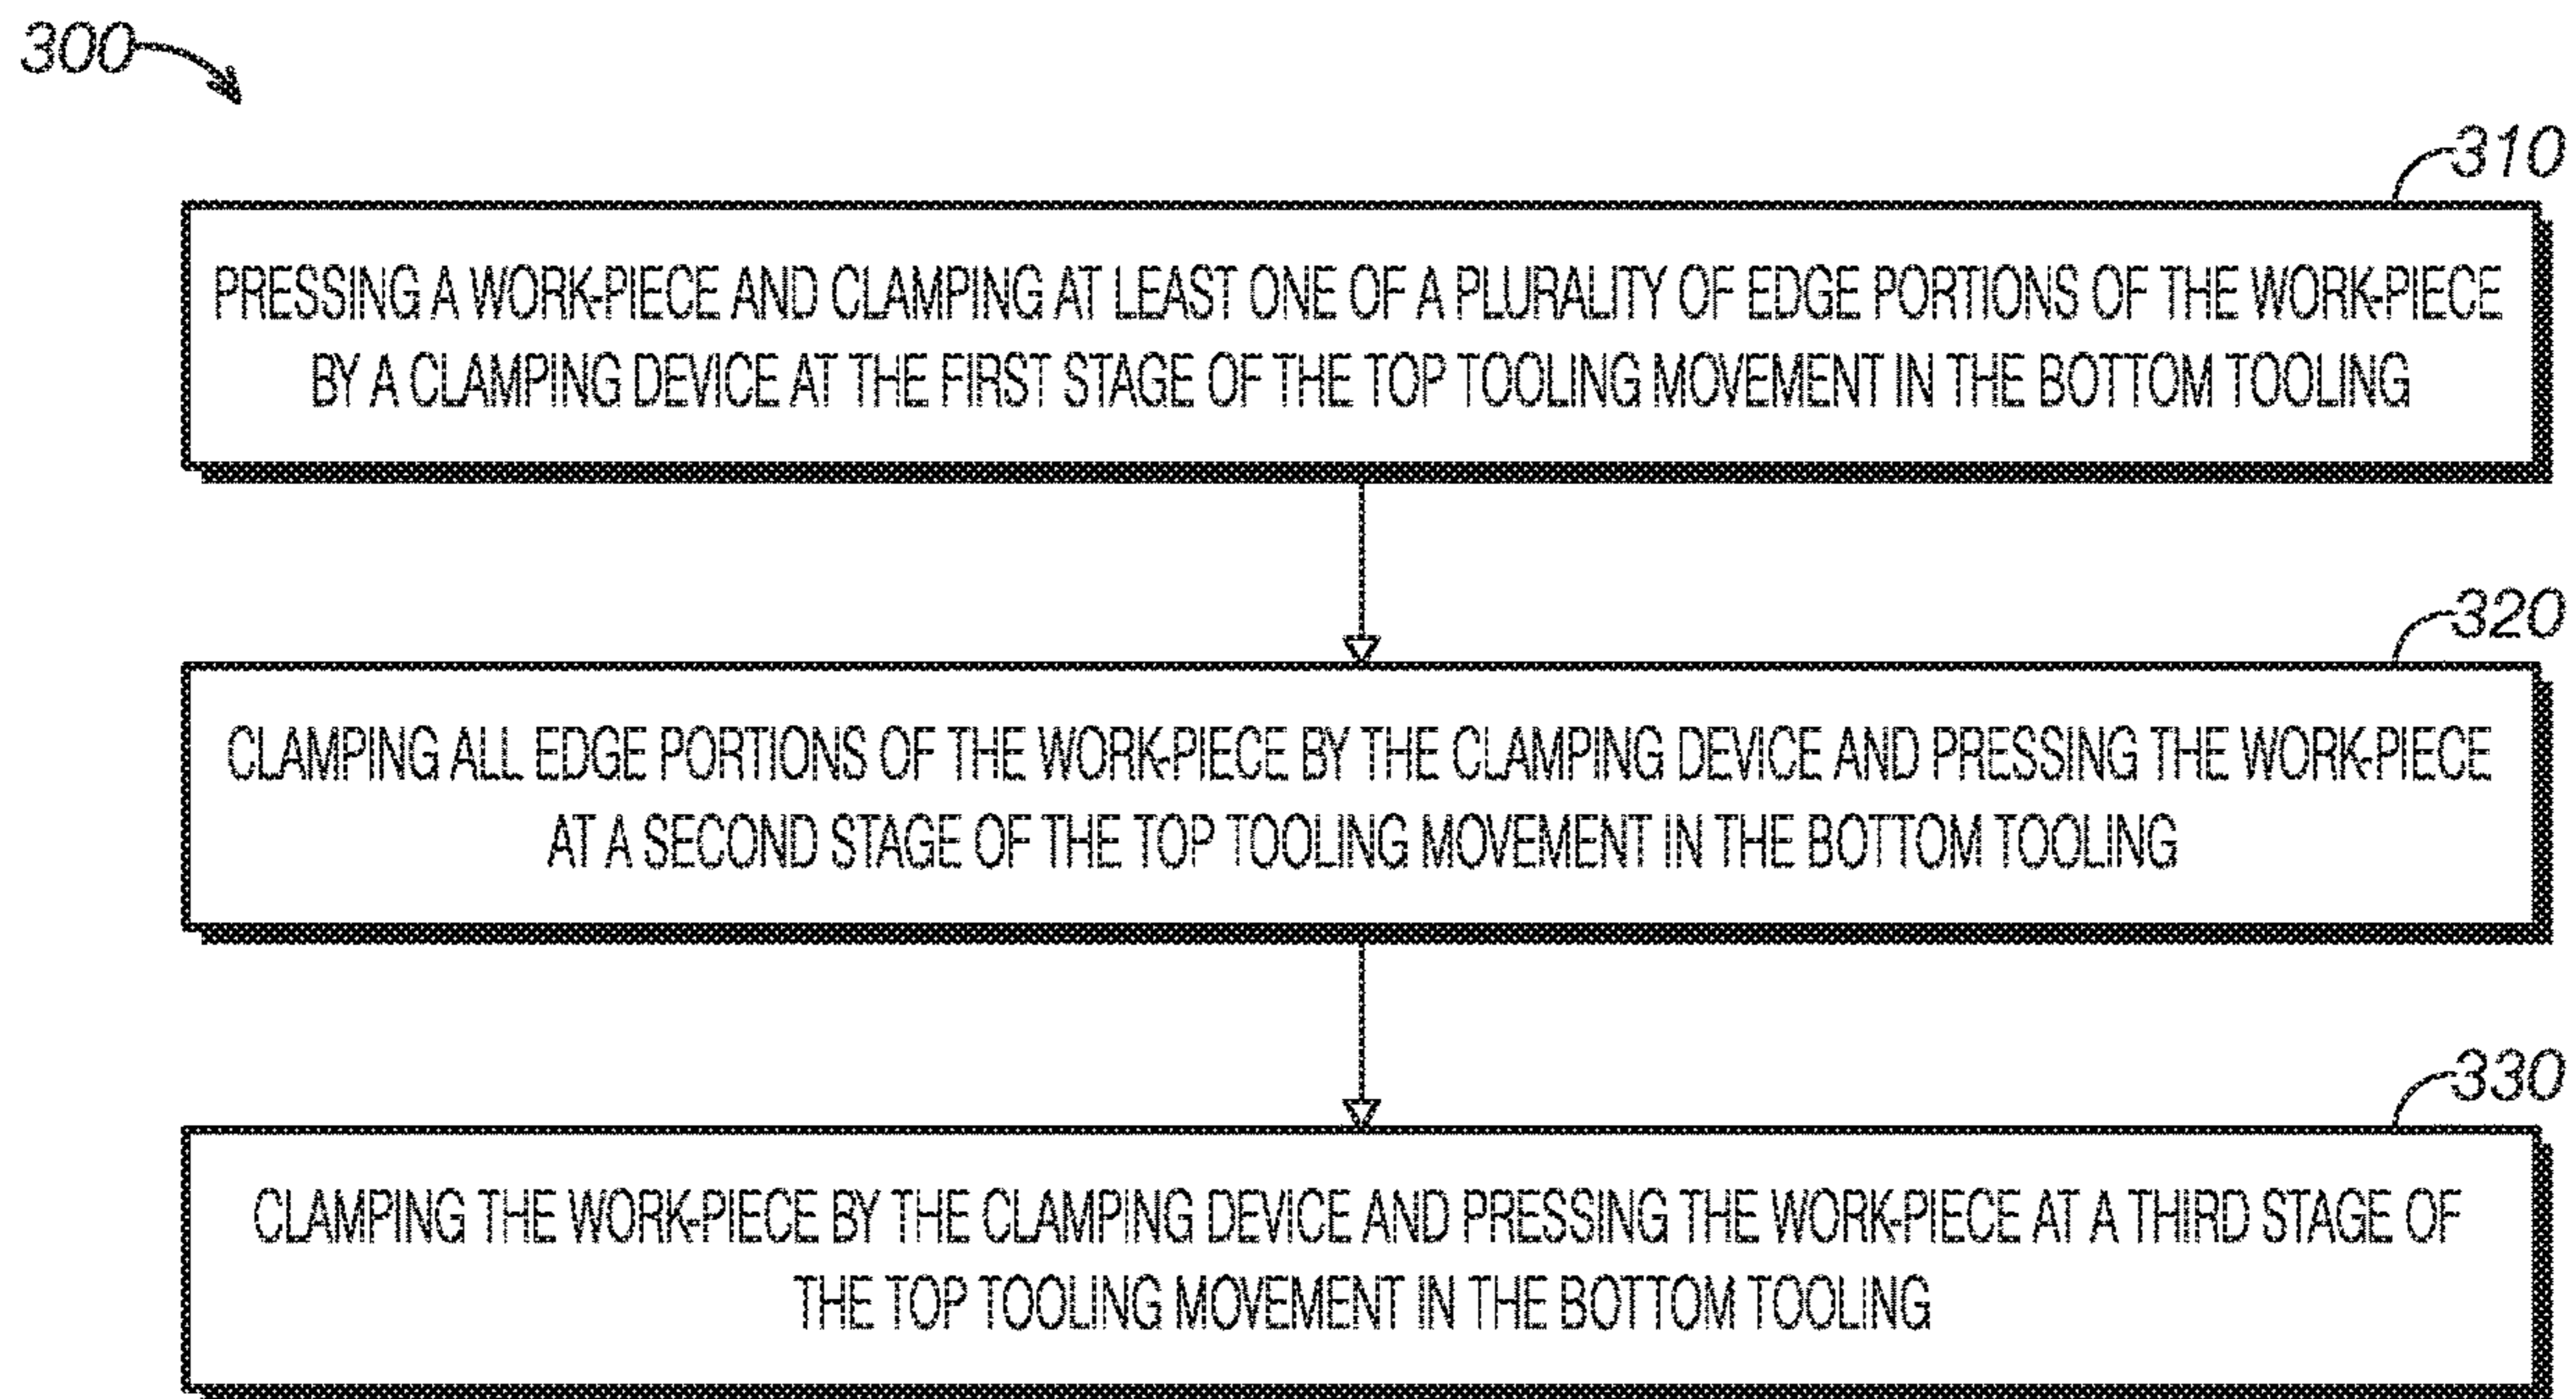 300
310
PRESSING A WORK-PIECE AND CLAMPING AT LEAST ONE OF A PLURALITY OF EDGE PORTIONS OF THE WORK-PIECE
BY A CLAMPING DEVICE AT THE FIRST STAGE OF THE TOP TOOLING MOVEMENT IN THE BOTTOM TOOLING
320
CLAMPING ALL EDGE PORTIONS OF THE WORK-PIECE BY THE CLAMPING DEVICE AND PRESSING THE WORK-PIECE
AT A SECOND STAGE OF THE TOP TOOLING MOVEMENT IN THE BOTTOM TOOLING
330
CLAMPING THE WORK-PIECE BY THE CLAMPING DEVICE AND PRESSING THE WORK-PIECE AT A THIRD STAGE OF
THE TOP TOOLING MOVEMENT IN THE BOTTOM TOOLING